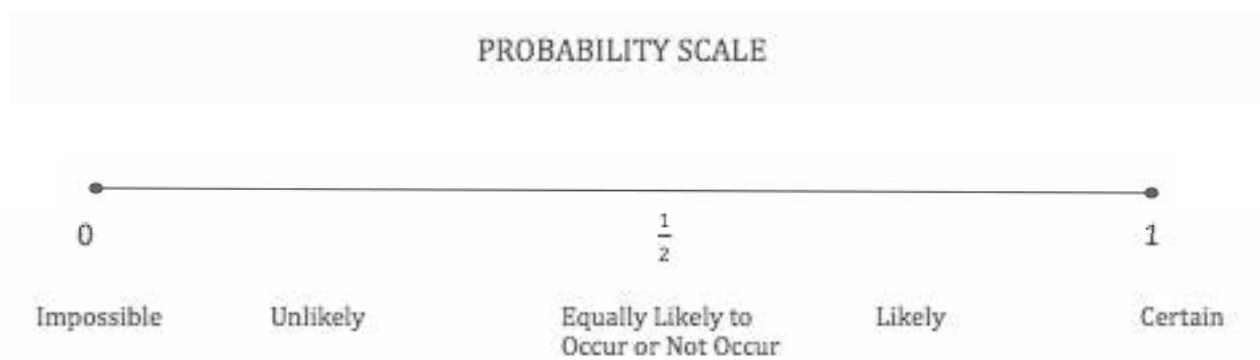 PROBABILITY SCALE
0 1/2 1
Impossible Unlikely Equally Likely to Likely Certain
Occur or Not Occur